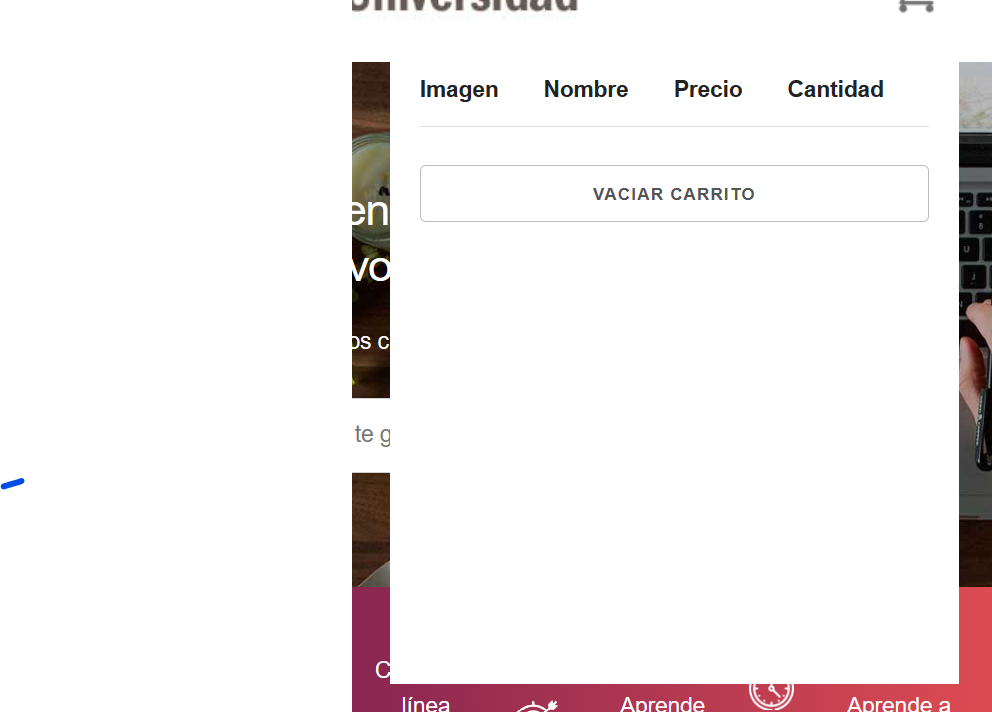 Universidad
Imagen Nombre Precio Cantidad
VACIAR CARRITO
en
vo
os c
te g
C
línea
Aprende
Aprende a